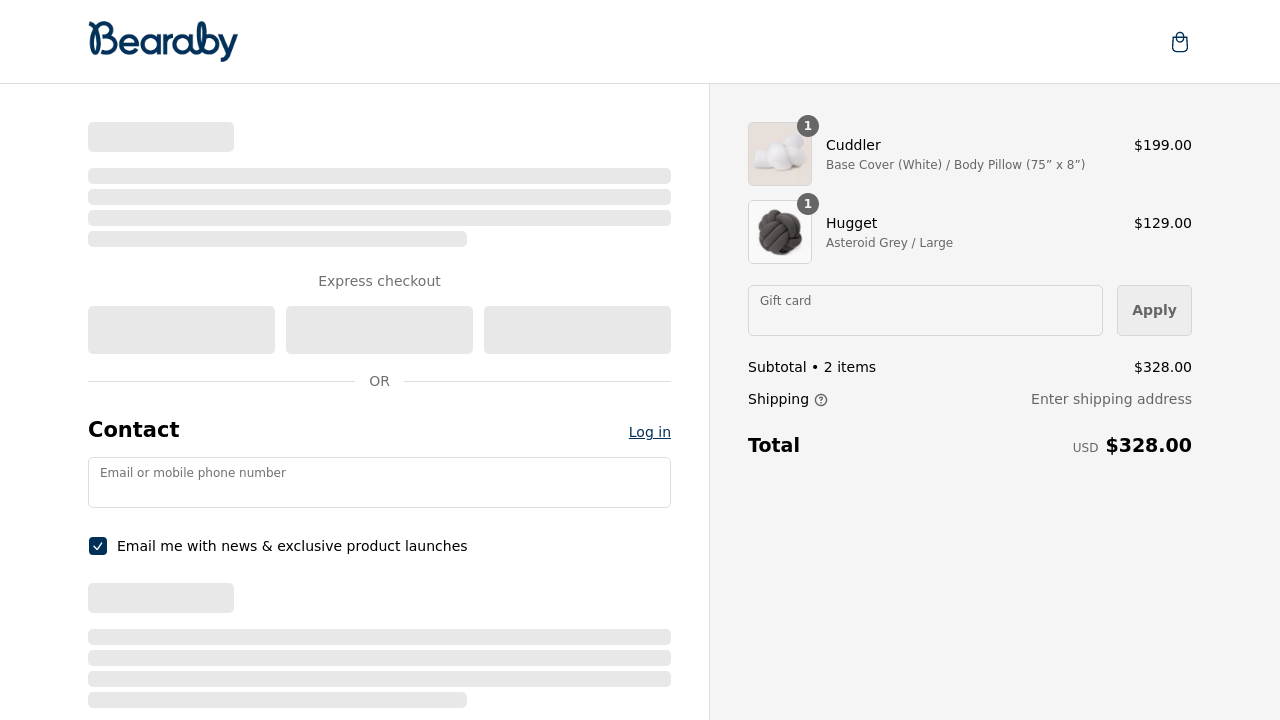 Bearaby
Express checkout
OR
Contact
Log in
Email or mobile phone number
Email me with news & exclusive product launches
1
Cuddler
$199.00
Base Cover (White) / Body Pillow (75” x 8”)
1
Hugget
$129.00
Asteroid Grey / Large
Gift card
Apply
Subtotal • 2 items
$328.00
Shipping
Enter shipping address
Total
USD $328.00